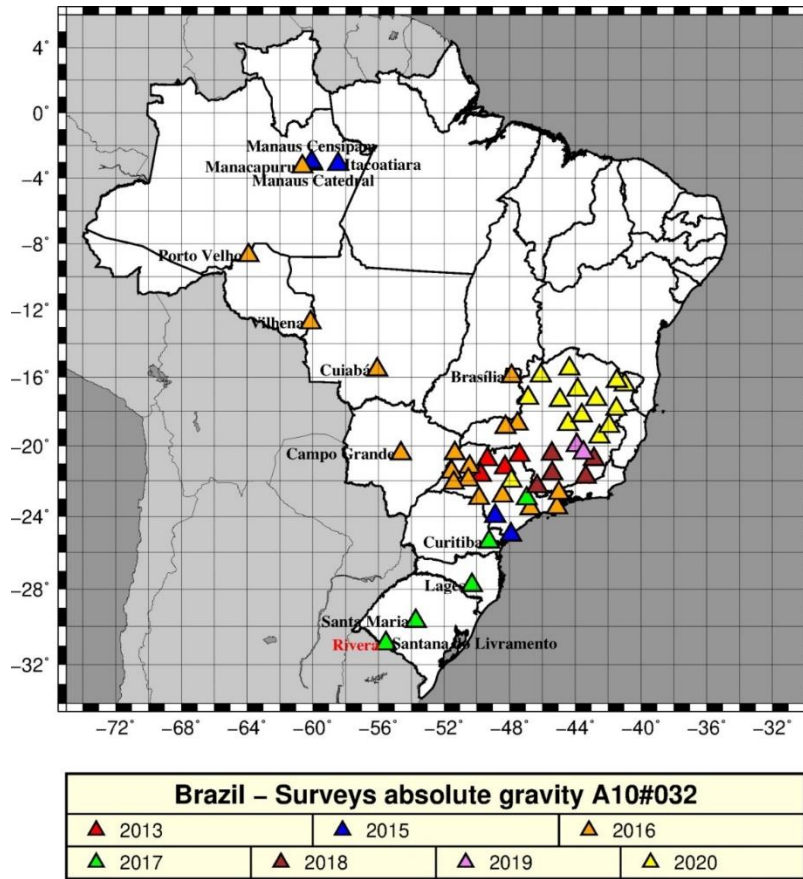 4°
0°
Manaus Censipam
Manacapuru
Itacoatiara
−4°
Manaus Catedral
−8°
Porto Velho
−12°
Vilhena
Cuiabá
Brasília
−16°
−20°
Campo Grande
−24°
Curitiba
−28°
Lages
Santa Maria
Rivera
Santana do Livramento
−32°
−72° −68° −64° −60° −56° −52° −48° −44° −40° −36° −32°
Brazil − Surveys absolute gravity A10#032
2013 2015 2016
2017 2018 2019 2020